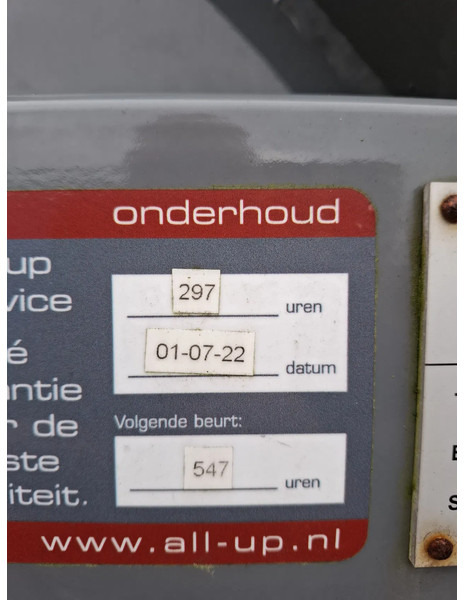 onderhoud
up
vice
297 uren
é
01-07-22 datum
ntie
r de
Volgende beurt:
ste
547 uren
iteit.
www.all-up.nl
E
S